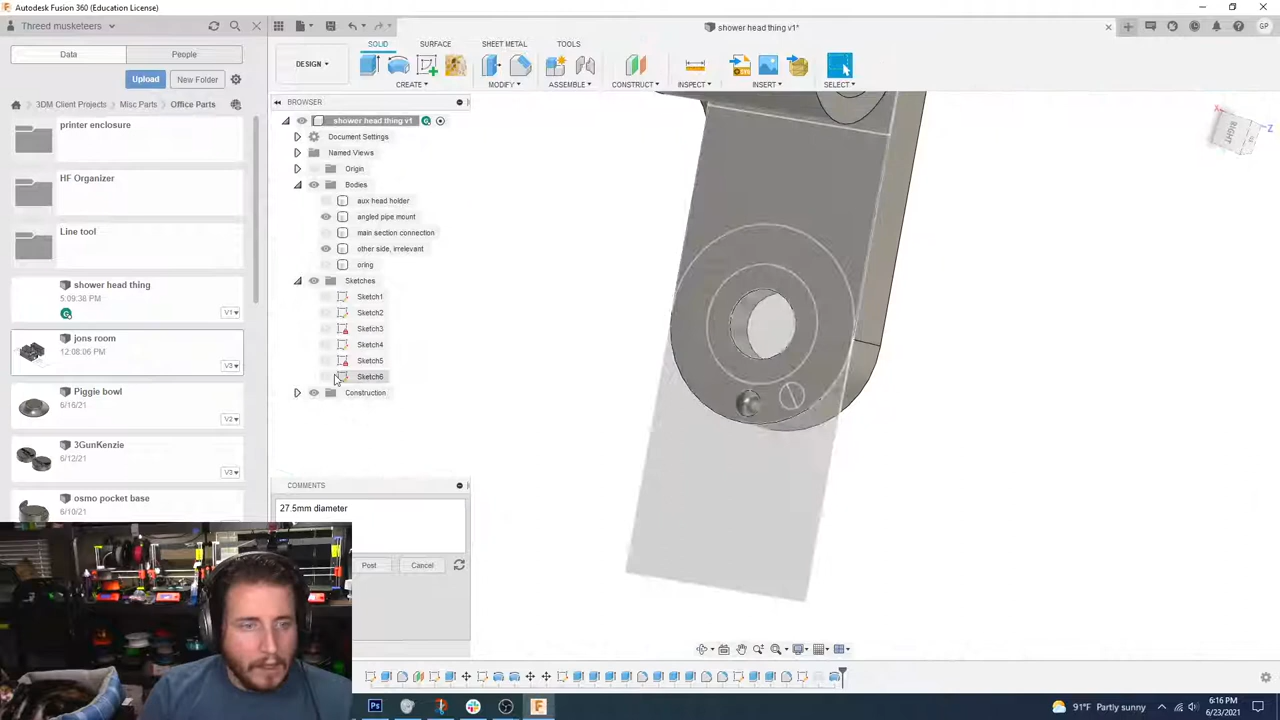 Autodesk Fusion 360 (Education License)
Threed musketeers
shower head thing v1*
GP
Data
People
Upload
New Folder
3DM Client Projects
Misc Parts
Office Parts
printer enclosure
HF Organizer
Line tool
shower head thing
5:09:38 PM
V1
jons room
12:08:06 PM
V3
Piggie bowl
6/16/21
V2
3GunKenzie
6/12/21
V3
osmo pocket base
6/10/21
SOLID
SURFACE
SHEET METAL
TOOLS
DESIGN
CREATE
MODIFY
ASSEMBLE
CONSTRUCT
INSPECT
INSERT
SELECT
BROWSER
shower head thing v1
Document Settings
Named Views
Origin
Bodies
aux head holder
angled pipe mount
main section connection
other side, irrelevant
oring
Sketches
Sketch1
Sketch2
Sketch3
Sketch4
Sketch5
Sketch6
Construction
COMMENTS
27.5mm diameter
Post
Cancel
X
Z
RIGHT
91°F Partly sunny
6:16 PM
6/23/2021